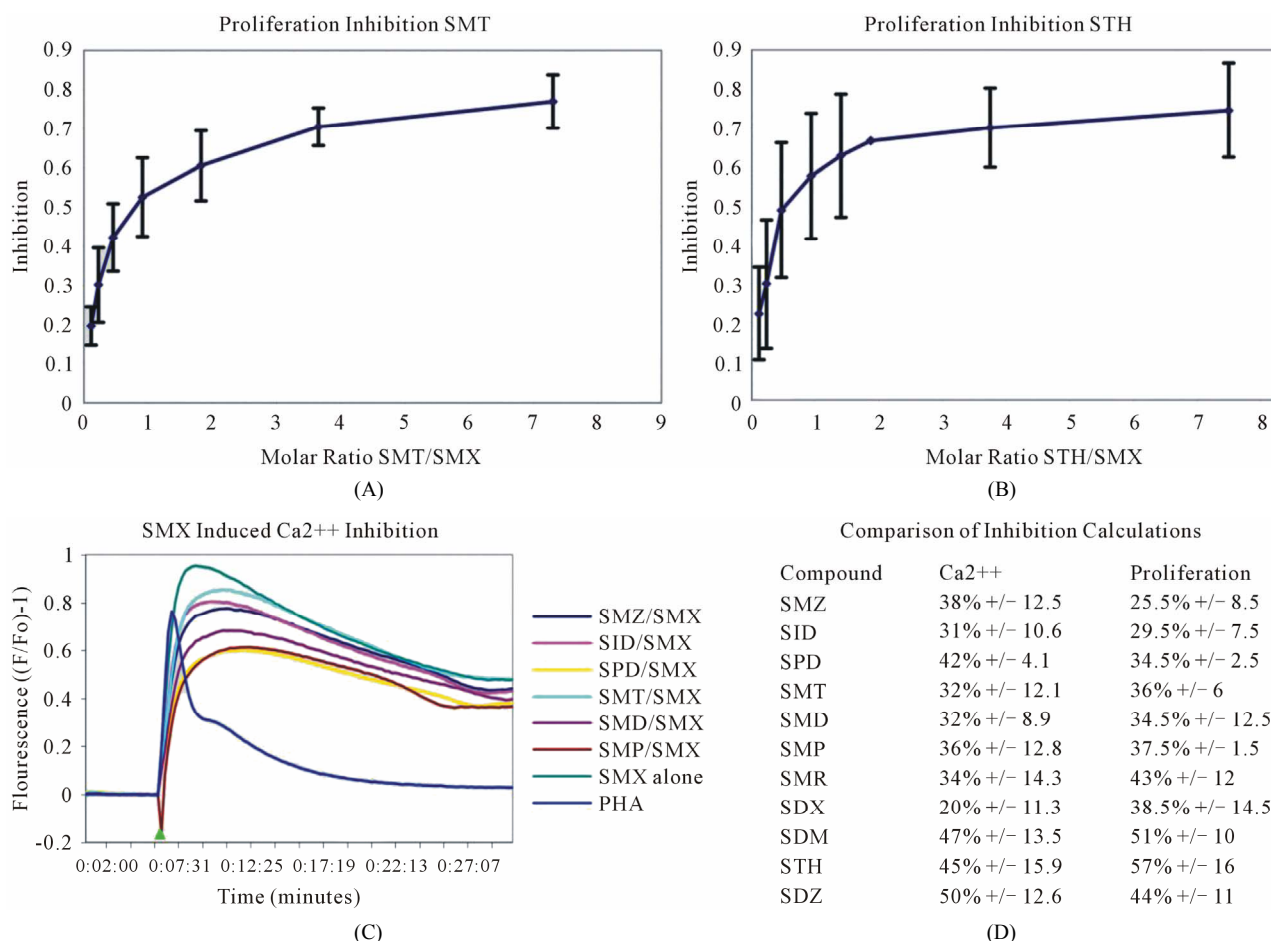 Proliferation Inhibition SMT
0.9
0.8
0.7
0.6
0.5
0.4
0.3
0.2
0.1
0
Inhibition
0 1 2 3 4 5 6 7 8 9
Molar Ratio SMT/SMX
(A)
Proliferation Inhibition STH
0.9
0.8
0.7
0.6
0.5
0.4
0.3
0.2
0.1
0
Inhibition
0 1 2 3 4 5 6 7 8
Molar Ratio STH/SMX
(B)
SMX Induced Ca2++ Inhibition
1
0.8
0.6
0.4
0.2
0
-0.2
Flourescence ((F/Fo)-1)
0:02:00 0:07:31 0:12:25 0:17:19 0:22:13 0:27:07
Time (minutes)
SMZ/SMX
SID/SMX
SPD/SMX
SMT/SMX
SMD/SMX
SMP/SMX
SMX alone
PHA
(C)
Comparison of Inhibition Calculations
Compound Ca2++ Proliferation
SMZ 38% +/− 12.5 25.5% +/− 8.5
SID 31% +/− 10.6 29.5% +/− 7.5
SPD 42% +/− 4.1 34.5% +/− 2.5
SMT 32% +/− 12.1 36% +/− 6
SMD 32% +/− 8.9 34.5% +/− 12.5
SMP 36% +/− 12.8 37.5% +/− 1.5
SMR 34% +/− 14.3 43% +/− 12
SDX 20% +/− 11.3 38.5% +/− 14.5
SDM 47% +/− 13.5 51% +/− 10
STH 45% +/− 15.9 57% +/− 16
SDZ 50% +/− 12.6 44% +/− 11
(D)